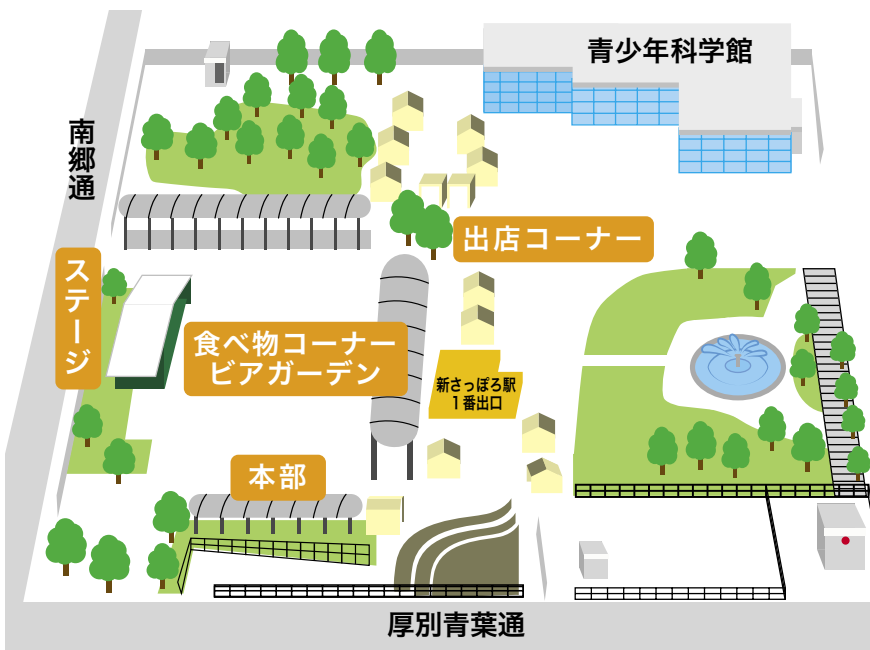 青少年科学館
南郷通
出店コーナー
ステージ
食べ物コーナー
ビアガーデン
新さっぽろ駅
1番出口
本部
厚別青葉通